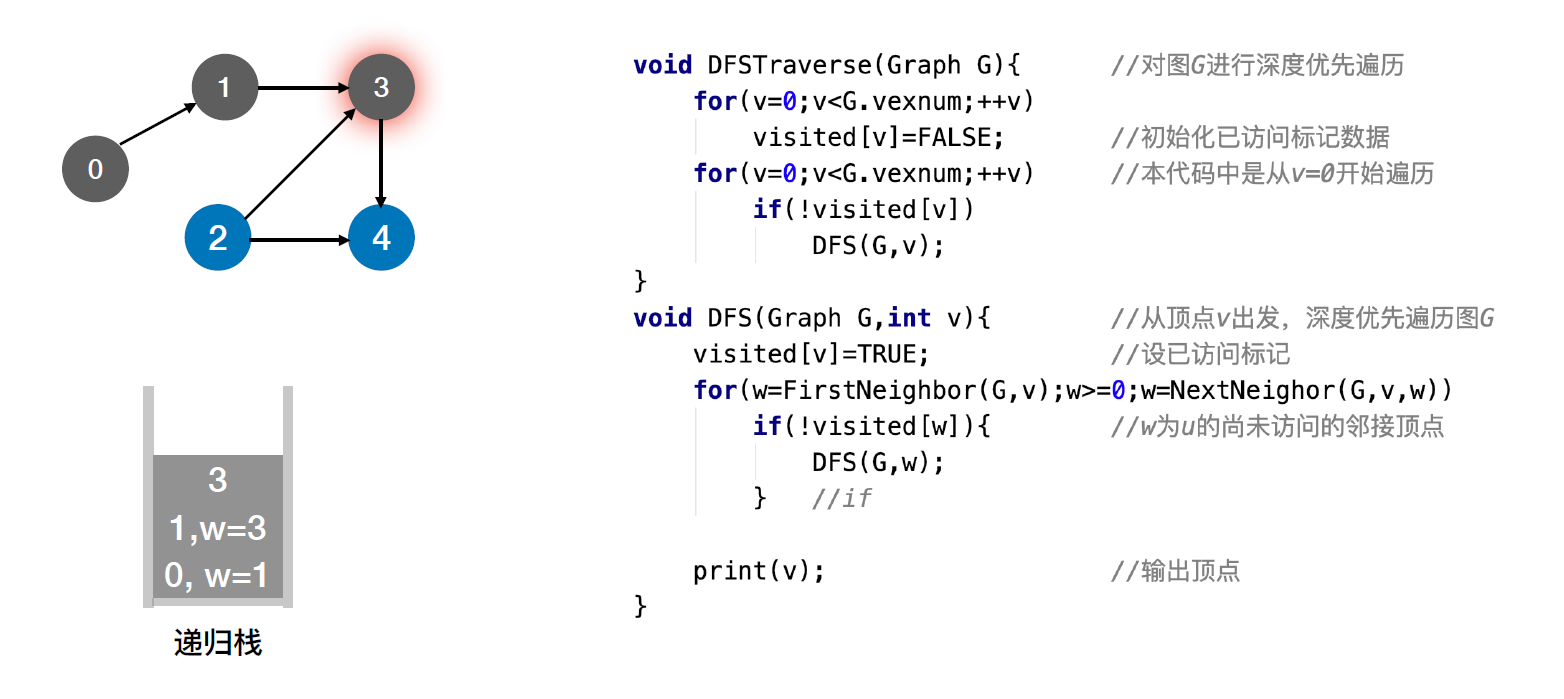 1
3
0
2
4
3
1,w=3
0, w=1
递归栈
void DFSTraverse(Graph G){ //对图G进行深度优先遍历
for(v=0;v<G.vexnum;++v)
visited[v]=FALSE; //初始化已访问标记数据
for(v=0;v<G.vexnum;++v) //本代码中是从v=0开始遍历
if(!visited[v])
DFS(G,v);
}
void DFS(Graph G,int v){ //从顶点v出发，深度优先遍历图G
visited[v]=TRUE; //设已访问标记
for(w=FirstNeighbor(G,v);w>=0;w=NextNeighor(G,v,w))
if(!visited[w]){ //w为u的尚未访问的邻接顶点
DFS(G,w);
} //if
print(v); //输出顶点
}